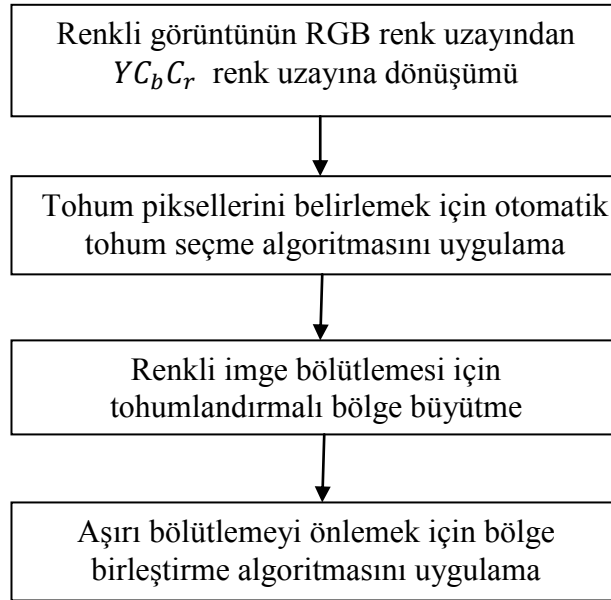 Renkli görüntünün RGB renk uzayından
YC_bC_r renk uzayına dönüşümü
Tohum piksellerini belirlemek için otomatik
tohum seçme algoritmasını uygulama
Renkli imge bölütlemesi için
tohumlandırmalı bölge büyütme
Aşırı bölütlemeyi önlemek için bölge
birleştirme algoritmasını uygulama